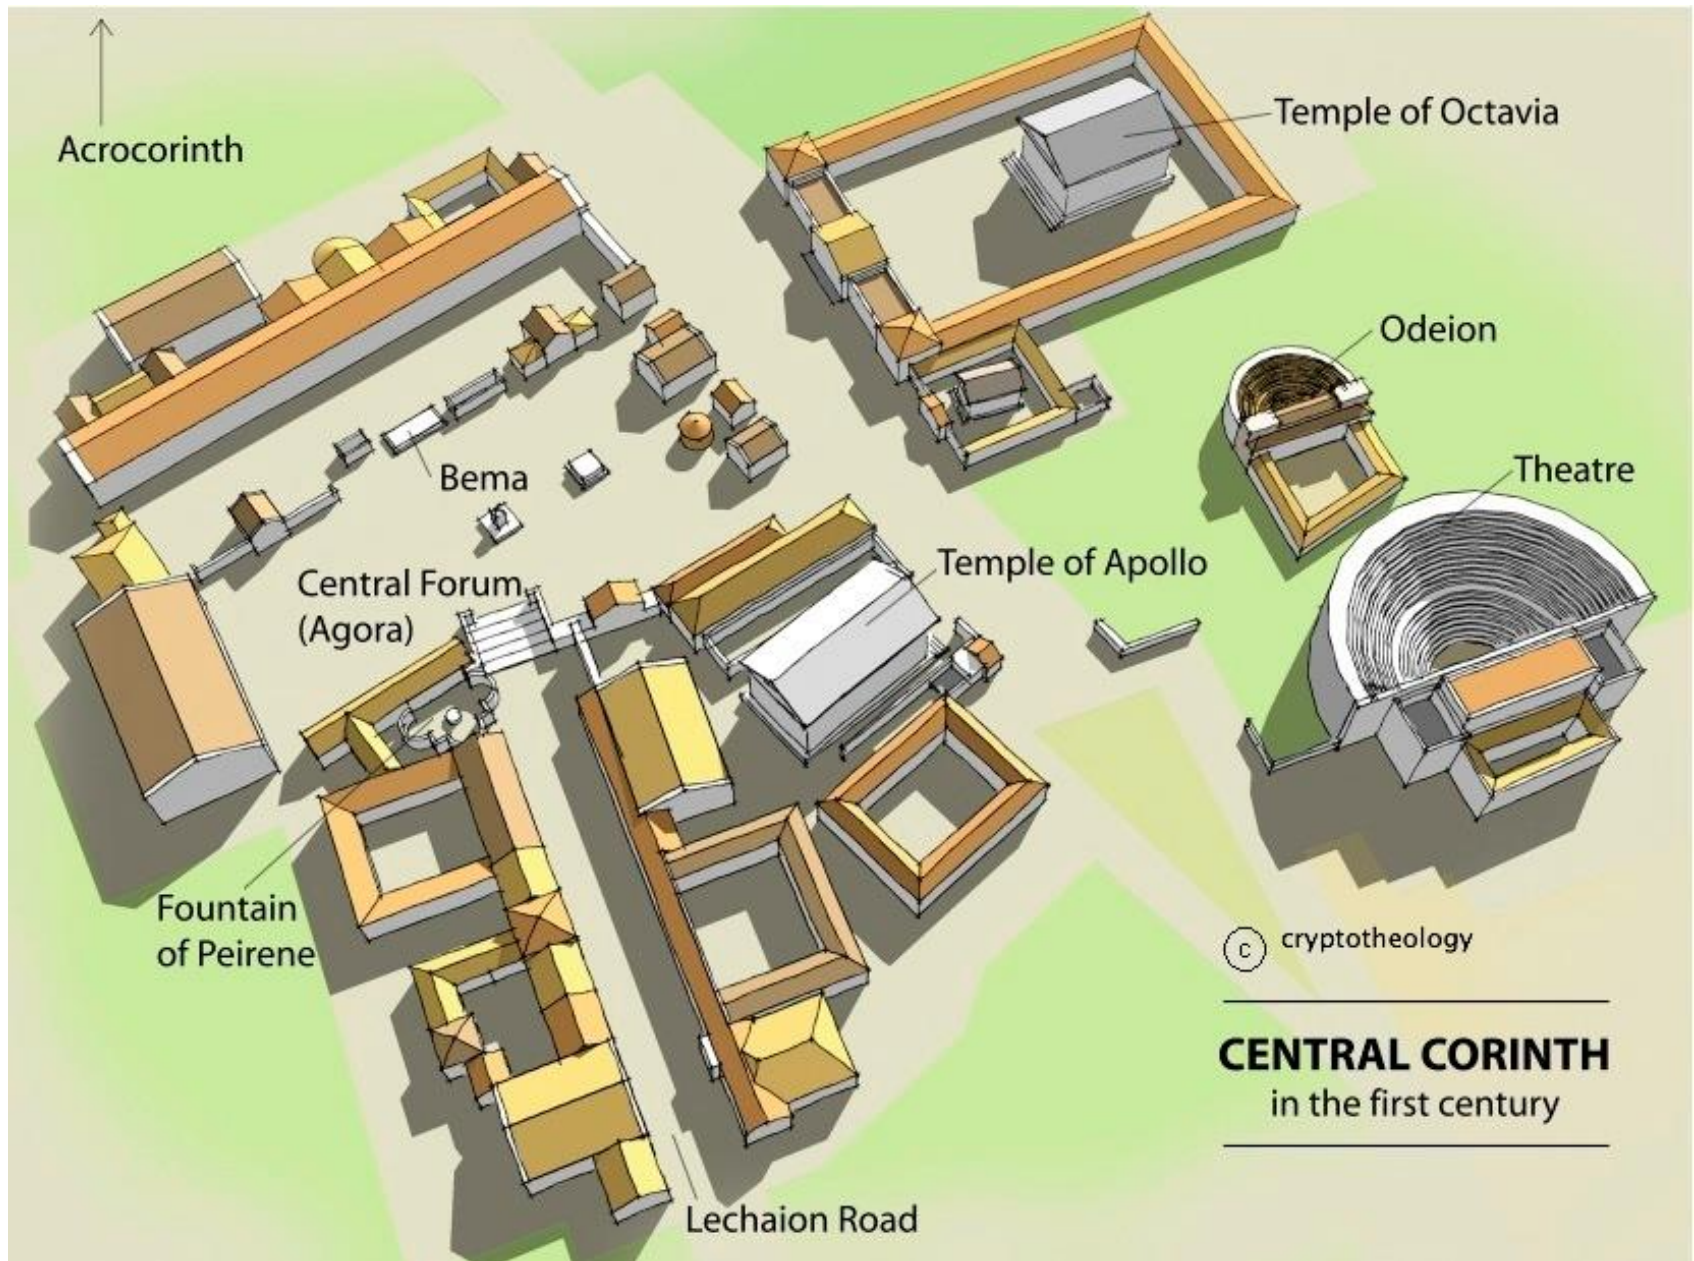 Acrocorinth
Temple of Octavia
Odeion
Theatre
Bema
Temple of Apollo
Central Forum
(Agora)
Fountain
of Peirene
Lechaion Road
c cryptotheology
CENTRAL CORINTH
in the first century